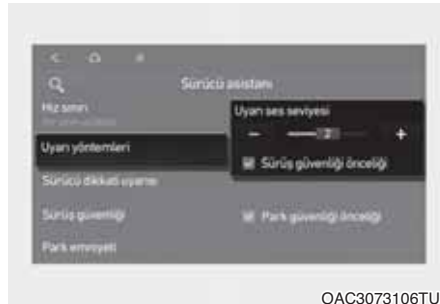 Sürücü asistanı
Hız sınırı
Uyarı ses seviyesi
- 2 +
Uyarı yöntemleri
Sürüş güvenliği önceliği
Sürücü dikkati uyarısı
Sürüş güvenliği
Park güvenliği önceliği
Park emniyeti
OAC3073106TU